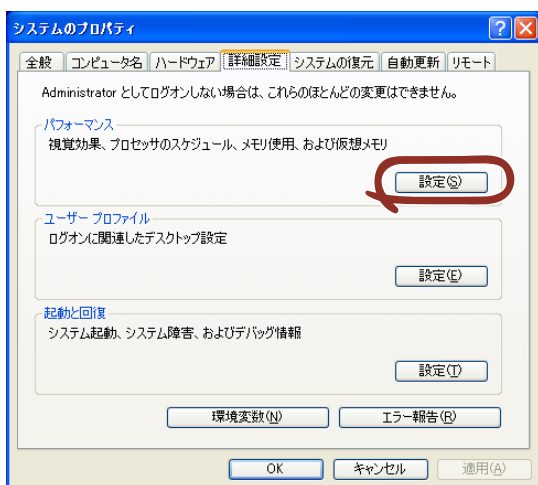 システムのプロパティ
全般 コンピュータ名 ハードウェア 詳細設定 システムの復元 自動更新 リモート
Administrator としてログオンしない場合は、これらのほとんどの変更はできません。
パフォーマンス
視覚効果、プロセッサのスケジュール、メモリ使用、および仮想メモリ
設定(S)
ユーザー プロファイル
ログオンに関連したデスクトップ設定
設定(E)
起動と回復
システム起動、システム障害、およびデバッグ情報
設定(T)
環境変数(N) エラー報告(R)
OK キャンセル 適用(A)